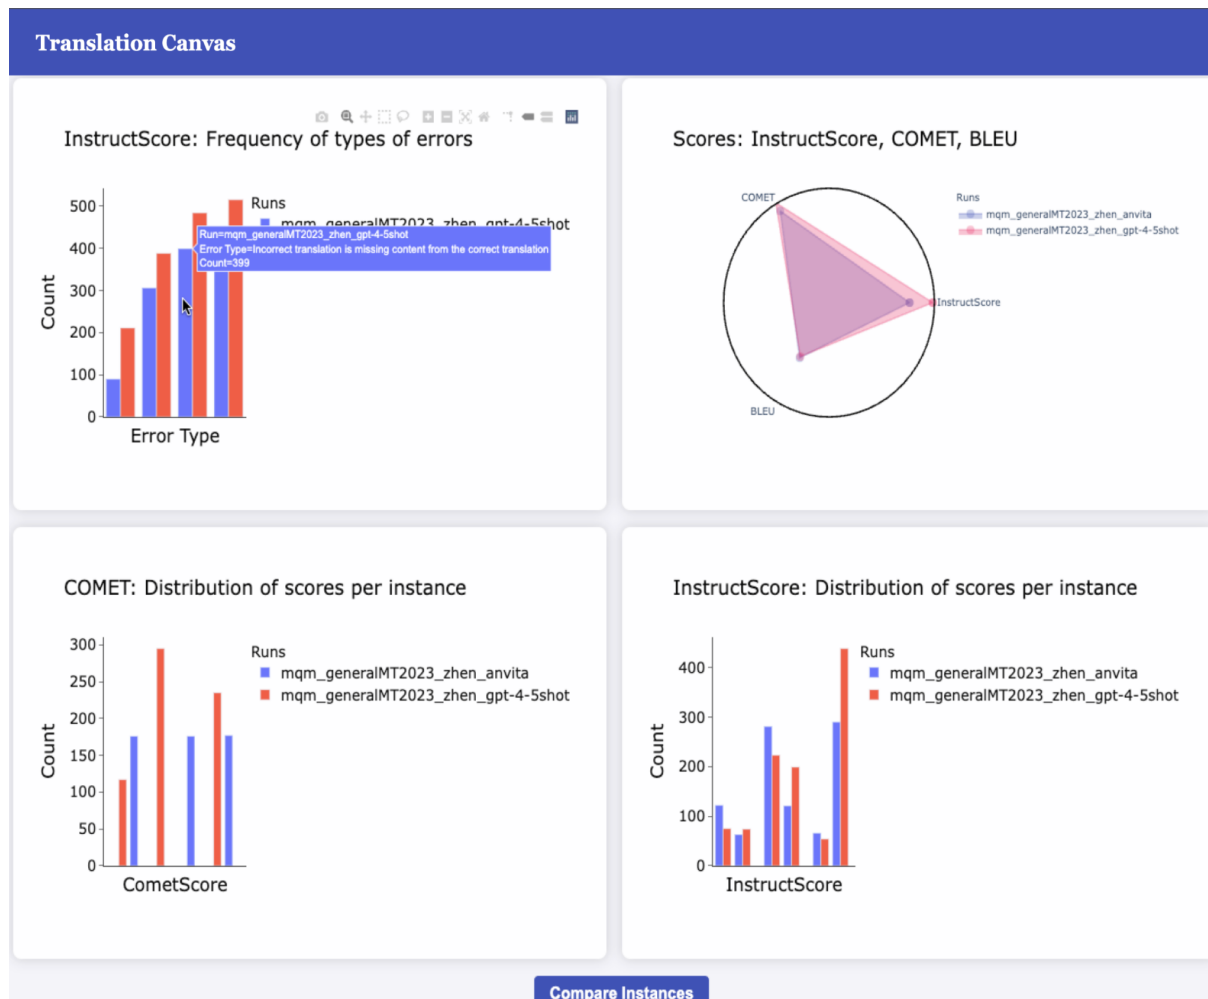 Translation Canvas
InstructScore: Frequency of types of errors
500
400
300
200
100
0
Count
Error Type
Runs
mqm_generalMT2023_zhen_gpt-4-5shot
Run=mqm_generalMT2023_zhen_gpt-4-5shot
Error Type=Incorrect translation is missing content from the correct translation
Count=399
Scores: InstructScore, COMET, BLEU
COMET
InstructScore
BLEU
Runs
mqm_generalMT2023_zhen_anvita
mqm_generalMT2023_zhen_gpt-4-5shot
COMET: Distribution of scores per instance
300
250
200
150
100
50
0
Count
CometScore
Runs
mqm_generalMT2023_zhen_anvita
mqm_generalMT2023_zhen_gpt-4-5shot
InstructScore: Distribution of scores per instance
400
300
200
100
0
Count
InstructScore
Runs
mqm_generalMT2023_zhen_anvita
mqm_generalMT2023_zhen_gpt-4-5shot
Compare Instances